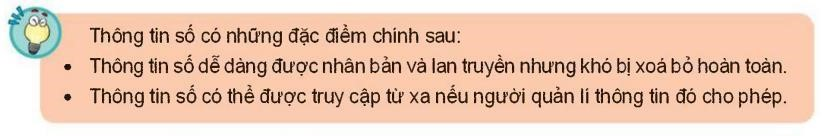 Thông tin số có những đặc điểm chính sau:
• Thông tin số dễ dàng được nhân bản và lan truyền nhưng khó bị xoá bỏ hoàn toàn.
• Thông tin số có thể được truy cập từ xa nếu người quản lí thông tin đó cho phép.